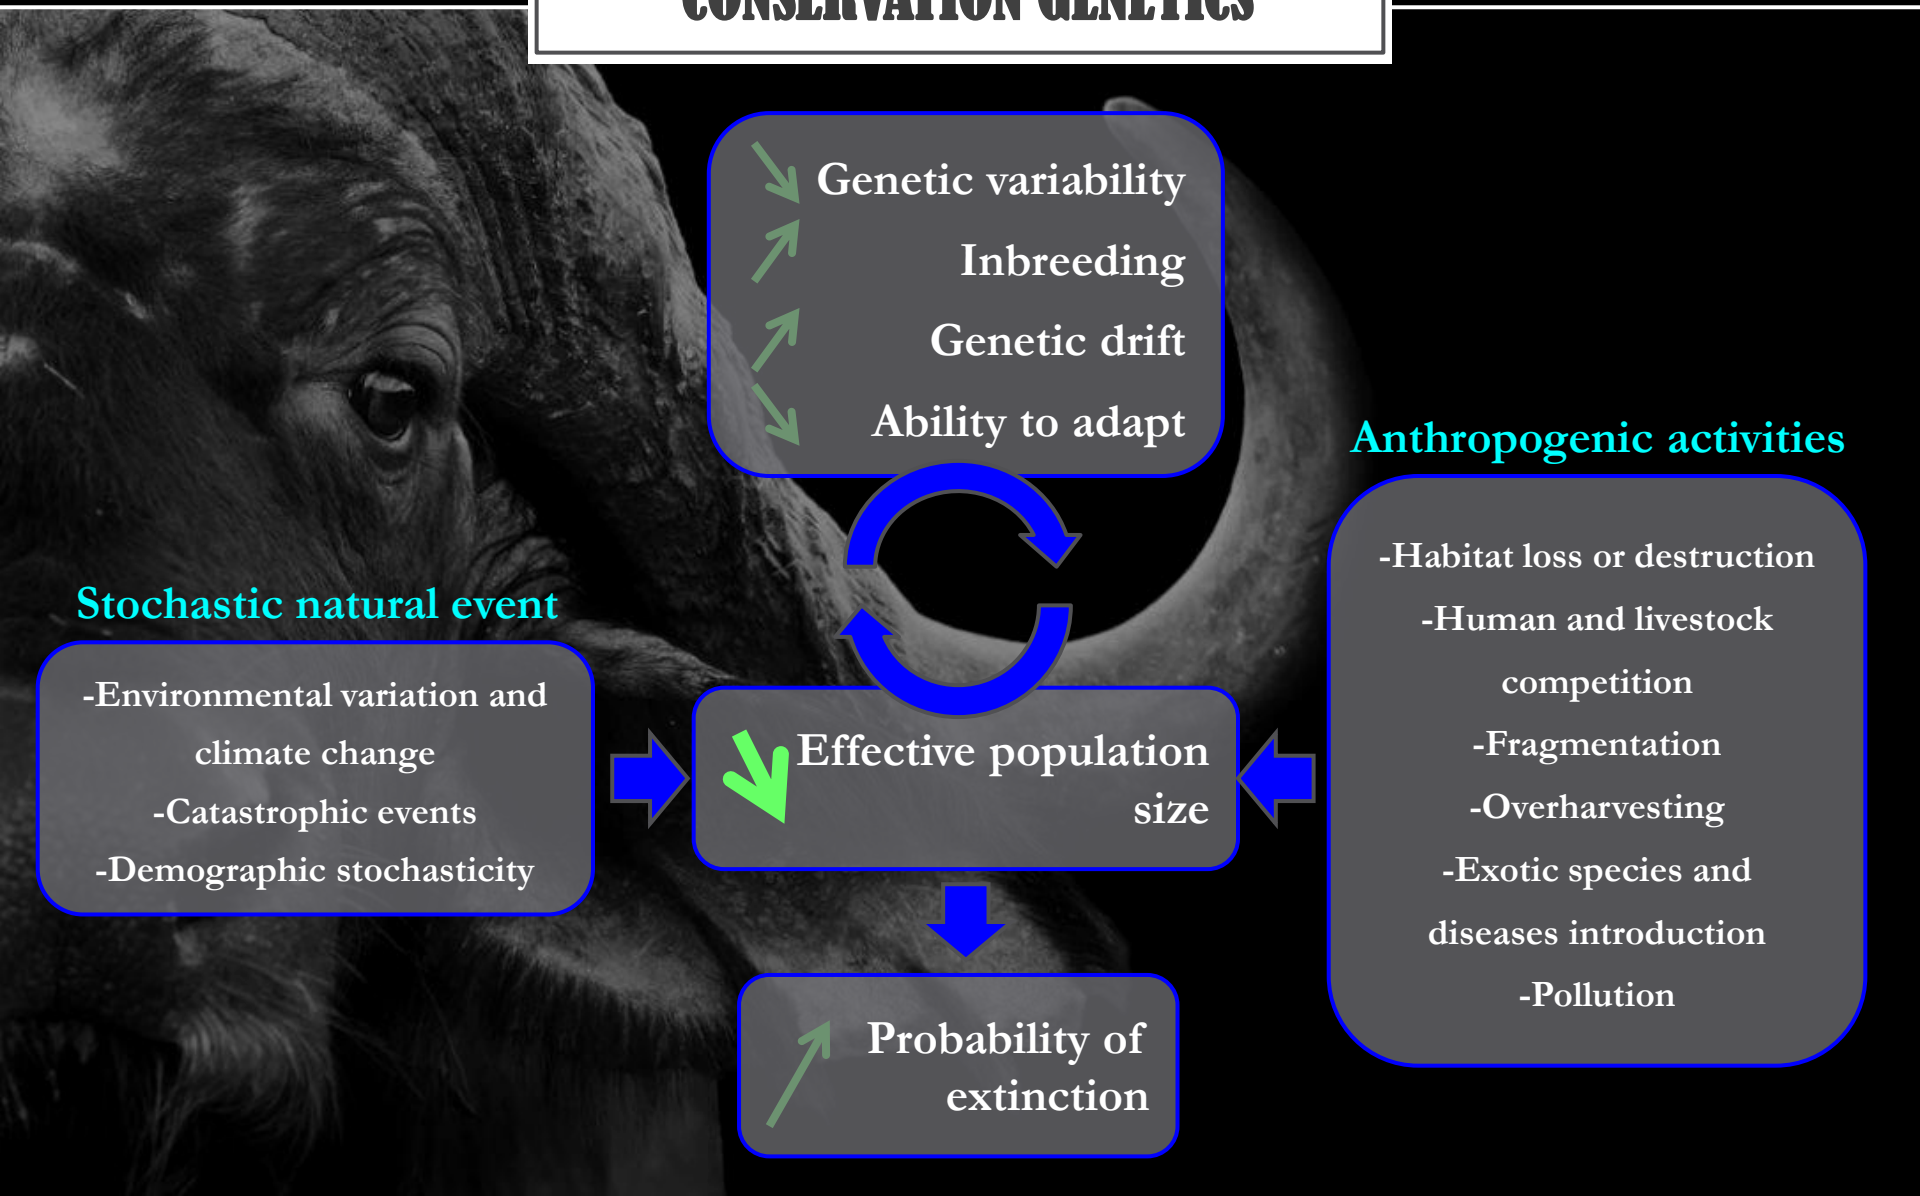 CONSERVATION GENETICS
Genetic variability
Inbreeding
Genetic drift
Ability to adapt
Anthropogenic activities
-Habitat loss or destruction
-Human and livestock
competition
-Fragmentation
-Overharvesting
-Exotic species and
diseases introduction
-Pollution
Stochastic natural event
-Environmental variation and
climate change
-Catastrophic events
-Demographic stochasticity
Effective population
size
Probability of
extinction